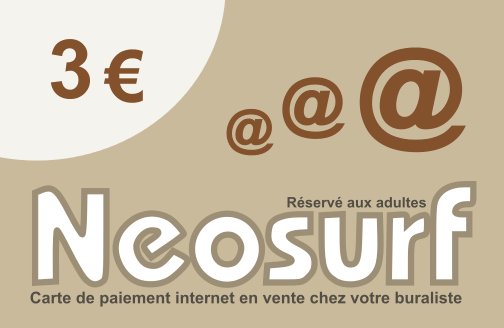 3 €
@ @ @
Réservé aux adultes
Neosurf
Carte de paiement internet en vente chez votre buraliste